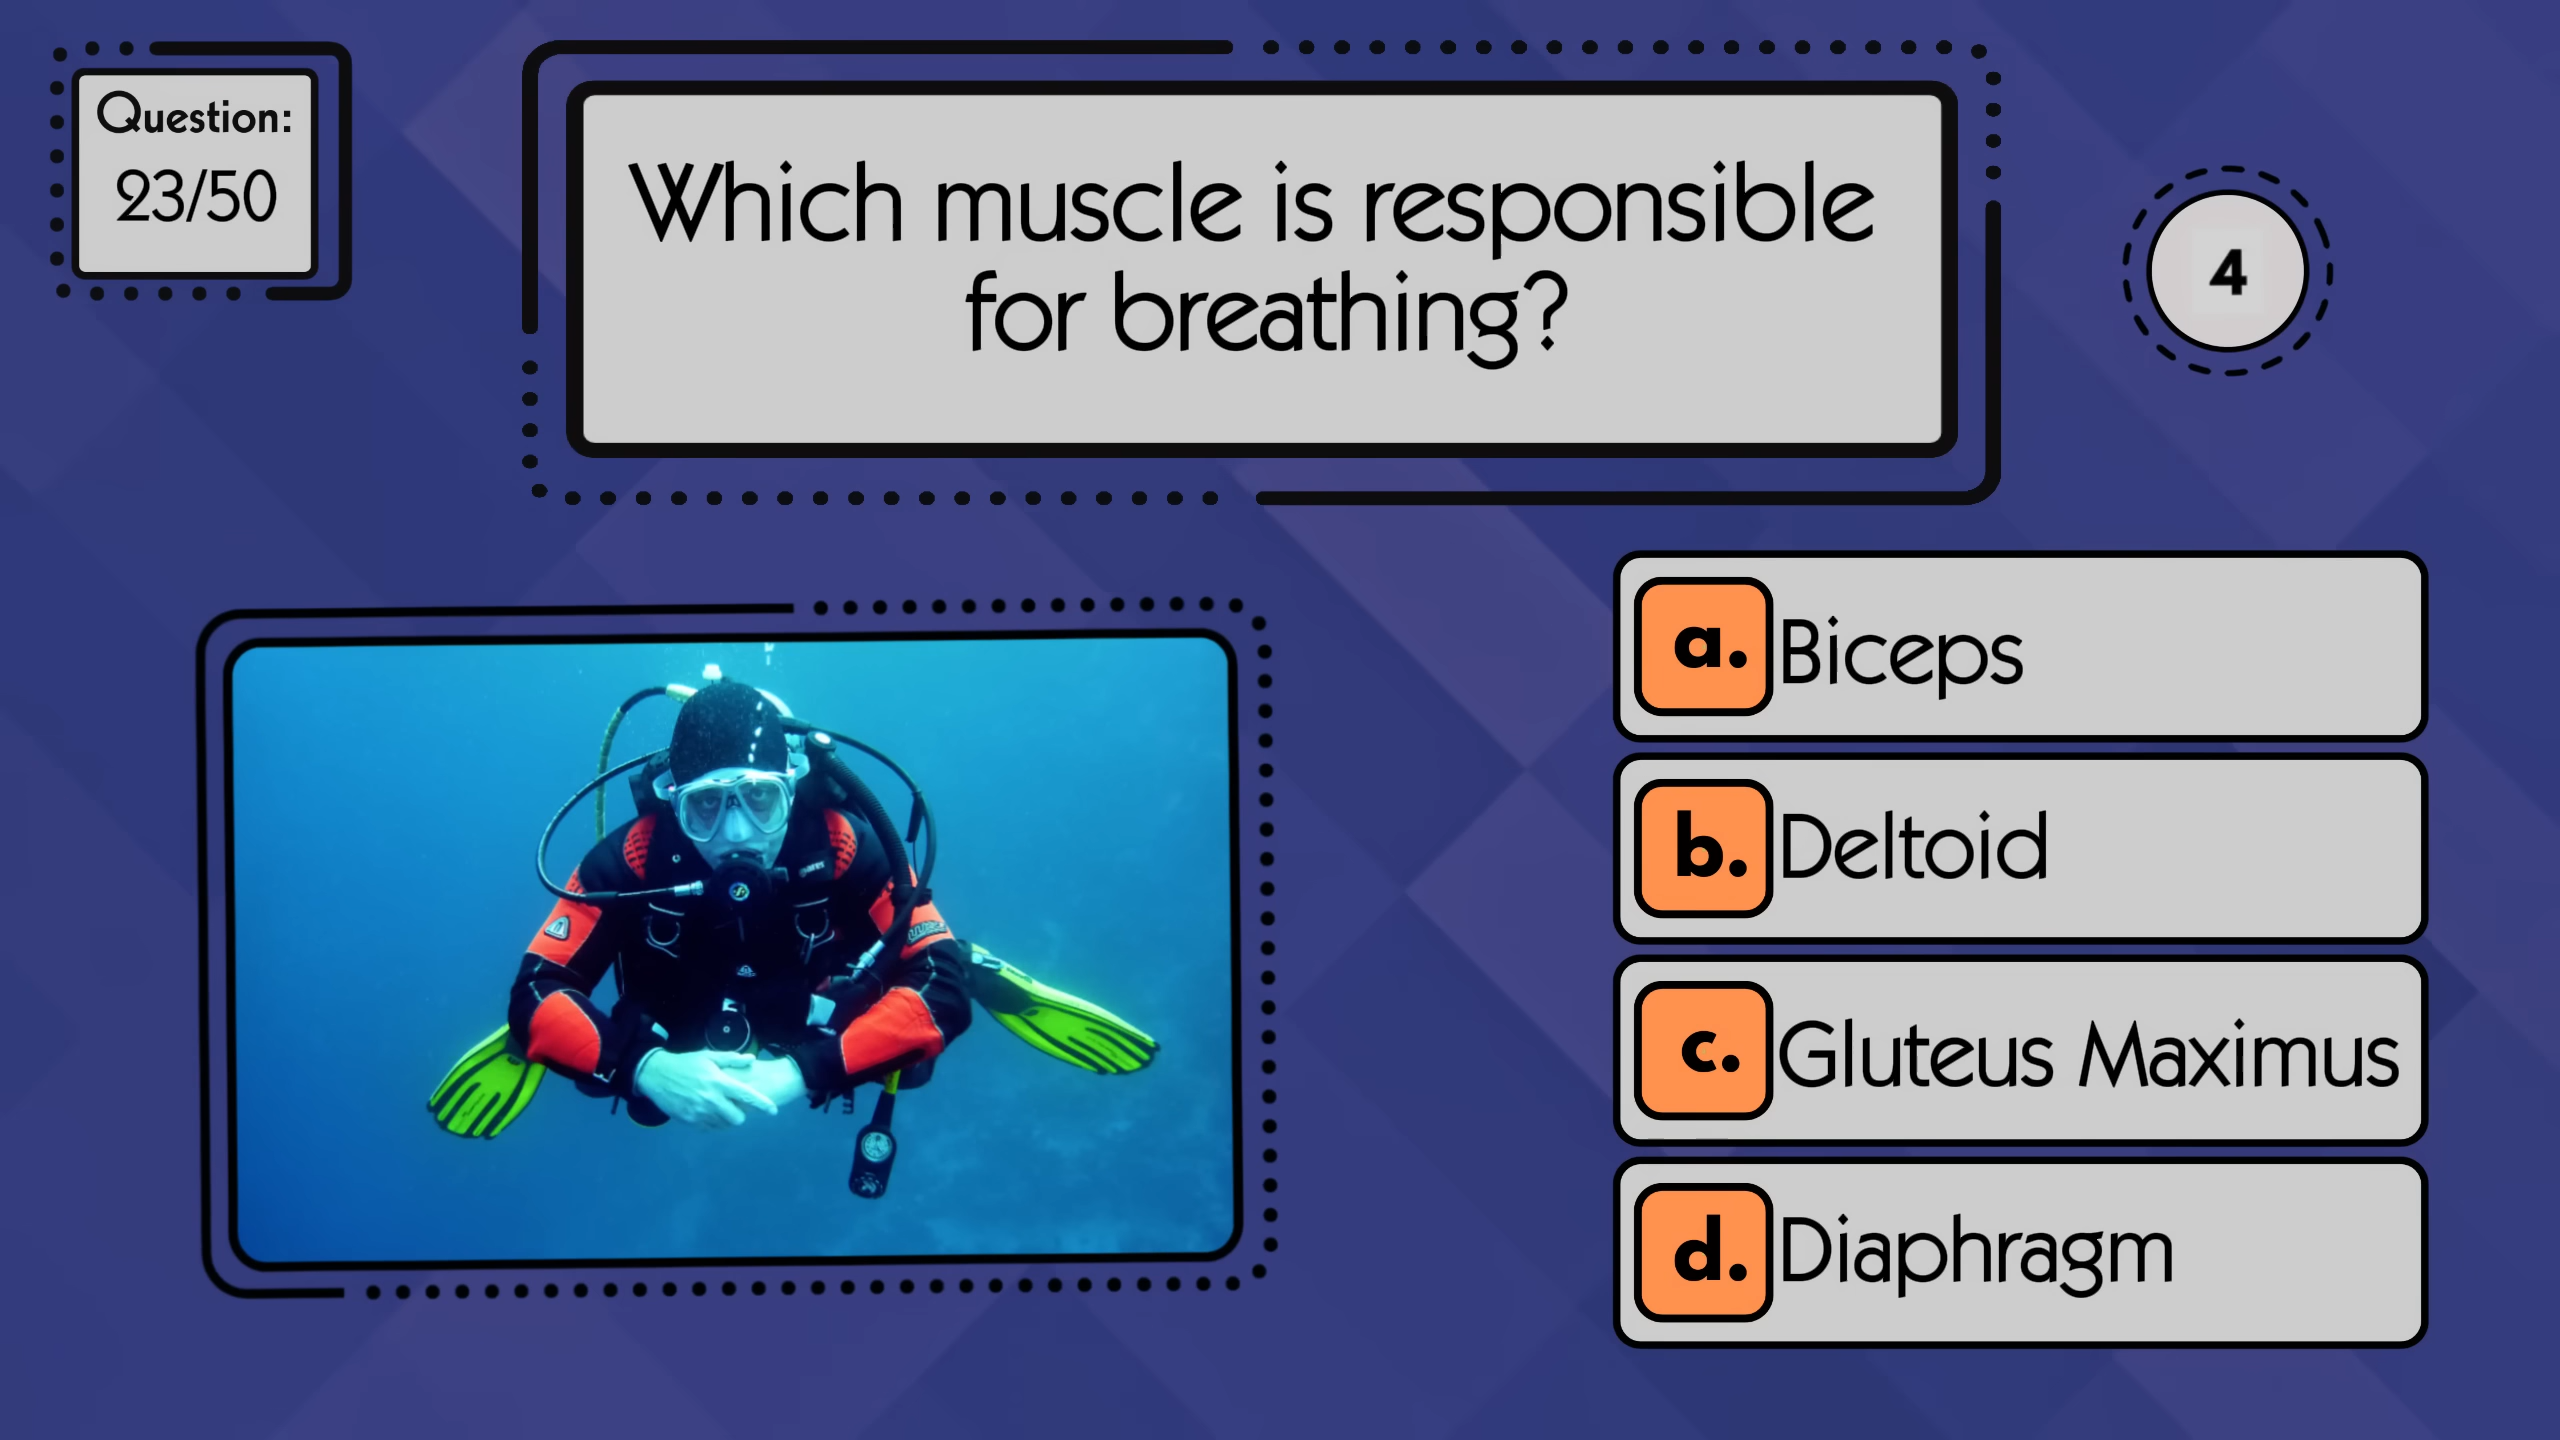 Question:
23/50
Which muscle is responsible
for breathing?
4
a. Biceps
b. Deltoid
c. Gluteus Maximus
d. Diaphragm